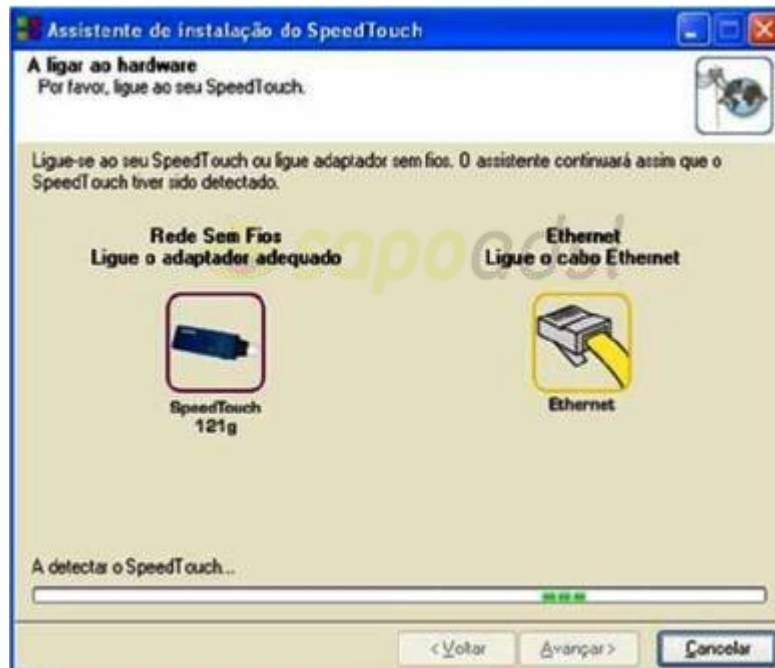 Assistente de instalação do SpeedTouch
A ligar ao hardware
Por favor, ligue ao seu SpeedTouch.
Ligue-se ao seu SpeedTouch ou ligue adaptador sem fios. O assistente continuará assim que o
SpeedTouch tiver sido detectado.
Rede Sem Fios
Ligue o adaptador adequado
Ethernet
Ligue o cabo Ethernet
sapoadsl
SpeedTouch
121g
Ethernet
A detectar o SpeedTouch...
< Voltar
Avançar >
Cancelar